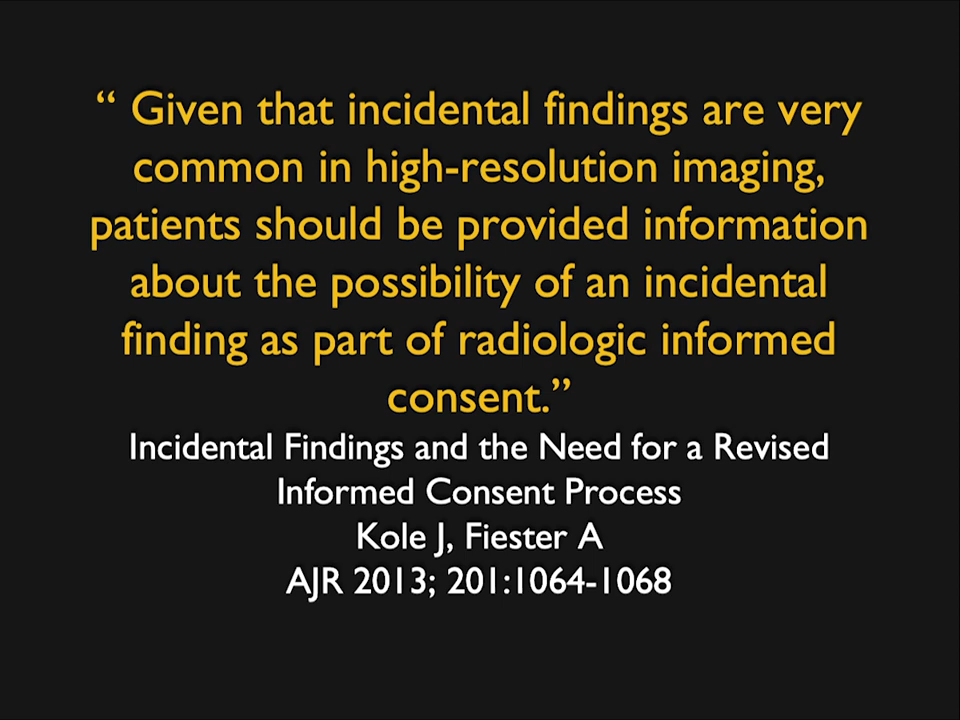 “ Given that incidental findings are very
common in high-resolution imaging,
patients should be provided information
about the possibility of an incidental
finding as part of radiologic informed
consent.”
Incidental Findings and the Need for a Revised
Informed Consent Process
Kole J, Fiester A
AJR 2013; 201:1064-1068